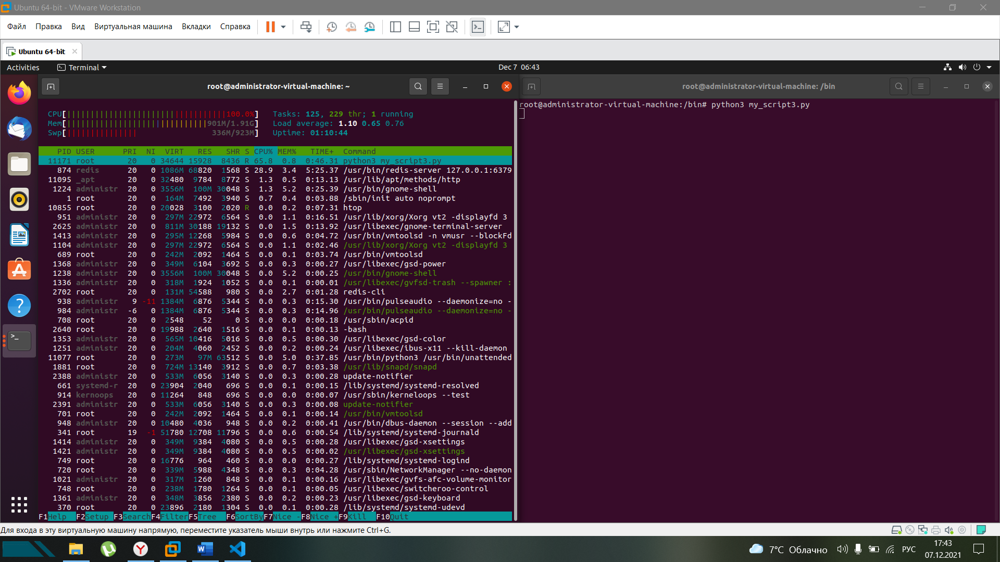 Ubuntu 64-bit - VMware Workstation
Файл Правка Вид Виртуальная машина Вкладки Справка
Ubuntu 64-bit
Activities Terminal Dec 7 06:43
root@administrator-virtual-machine: ~
CPU[||||||||||||||||||||||||||||||||||100.0%] Tasks: 125, 229 thr; 1 running
Mem[||||||||||||||||||||||||||||||901M/1.91G] Load average: 1.10 0.65 0.76
Swp[||||||||||||||| 336M/923M] Uptime: 01:10:44
PID USER PRI NI VIRT RES SHR S CPU% MEM% TIME+ Command
11171 root 20 0 34644 15928 8436 R 65.8 0.8 0:46.31 python3 my_script3.py
874 redis 20 0 1086M 68820 1568 S 28.9 3.4 5:25.37 /usr/bin/redis-server 127.0.0.1:6379
11095 _apt 20 0 32480 9784 8772 S 1.3 0.5 0:13.13 /usr/lib/apt/methods/http
1224 administr 20 0 3556M 100M 30048 S 1.3 5.2 0:25.39 /usr/bin/gnome-shell
1 root 20 0 164M 7492 3940 S 0.7 0.4 0:03.88 /sbin/init auto noprompt
10855 root 20 0 20028 3100 2020 R 0.0 0.2 0:07.31 htop
951 administr 20 0 297M 22972 6564 S 0.0 1.1 0:16.51 /usr/lib/xorg/Xorg vt2 -displayfd 3
2625 administr 20 0 811M 30188 19132 S 0.0 1.5 0:13.92 /usr/libexec/gnome-terminal-server
1413 administr 20 0 295M 12268 5984 S 0.0 0.6 0:04.72 /usr/bin/vmtoolsd -n vmusr --blockFd
1104 administr 20 0 297M 22972 6564 S 0.0 1.1 0:02.46 /usr/lib/xorg/Xorg vt2 -displayfd 3
689 root 20 0 242M 2092 1464 S 0.0 0.1 0:03.74 /usr/bin/vmtoolsd
1368 administr 20 0 349M 6104 3692 S 0.0 0.3 0:00.27 /usr/libexec/gsd-power
1238 administr 20 0 3556M 100M 30048 S 0.0 5.2 0:00.25 /usr/bin/gnome-shell
1336 administr 20 0 318M 1924 1052 S 0.0 0.1 0:00.01 /usr/libexec/gvfsd-trash --spawner :
2702 root 20 0 131M 54588 980 S 0.0 2.7 0:01.28 redis-cli
938 administr 9 -11 1384M 6876 5344 S 0.0 0.3 0:15.30 /usr/bin/pulseaudio --daemonize=no -
984 administr -6 0 1384M 6876 5344 S 0.0 0.3 0:14.96 /usr/bin/pulseaudio --daemonize=no -
708 root 20 0 2548 52 0 S 0.0 0.0 0:00.18 /usr/sbin/acpid
2640 root 20 0 19988 2640 1516 S 0.0 0.1 0:00.13 -bash
1353 administr 20 0 565M 10416 5016 S 0.0 0.5 0:00.30 /usr/libexec/gsd-color
1251 administr 20 0 204M 4060 2452 S 0.0 0.2 0:00.24 /usr/libexec/ibus-x11 --kill-daemon
11077 root 20 0 273M 97M 63512 S 0.0 5.0 0:37.85 /usr/bin/python3 /usr/bin/unattended
1881 root 20 0 724M 13140 3912 S 0.0 0.7 0:03.38 /usr/lib/snapd/snapd
2388 administr 20 0 533M 6056 3140 S 0.0 0.3 0:00.28 update-notifier
661 systemd-r 20 0 23904 2040 696 S 0.0 0.1 0:00.15 /lib/systemd/systemd-resolved
914 kernoops 20 0 11264 848 696 S 0.0 0.0 0:00.07 /usr/sbin/kerneloops --test
2391 administr 20 0 533M 6056 3140 S 0.0 0.3 0:00.08 update-notifier
701 root 20 0 242M 2092 1464 S 0.0 0.1 0:00.14 /usr/bin/vmtoolsd
948 administr 20 0 10480 4036 948 S 0.0 0.2 0:00.41 /usr/bin/dbus-daemon --session --add
341 root 19 -1 51780 12708 11796 S 0.0 0.6 0:00.54 /lib/systemd/systemd-journald
1414 administr 20 0 349M 9384 4080 S 0.0 0.5 0:00.28 /usr/libexec/gsd-xsettings
1421 administr 20 0 349M 9384 4080 S 0.0 0.5 0:00.02 /usr/libexec/gsd-xsettings
749 root 20 0 16776 964 460 S 0.0 0.0 0:00.27 /lib/systemd/systemd-logind
720 root 20 0 339M 5988 4348 S 0.0 0.3 0:04.28 /usr/sbin/NetworkManager --no-daemon
1021 administr 20 0 317M 1260 848 S 0.0 0.1 0:00.16 /usr/libexec/gvfs-afc-volume-monitor
748 root 20 0 238M 1780 1264 S 0.0 0.1 0:00.05 /usr/libexec/switcheroo-control
1361 administr 20 0 348M 3856 2380 S 0.0 0.2 0:00.23 /usr/libexec/gsd-keyboard
370 root 20 0 23896 2180 1304 S 0.0 0.1 0:00.28 /lib/systemd/systemd-udevd
F1Help F2Setup F3SearchF4FilterF5Tree F6SortByF7Nice -F8Nice +F9Kill F10Quit
root@administrator-virtual-machine: /bin
root@administrator-virtual-machine:/bin# python3 my_script3.py
Для входа в эту виртуальную машину напрямую, переместите указатель мыши внутрь или нажмите Ctrl+G.
7°C Облачно РУС 17:43
07.12.2021